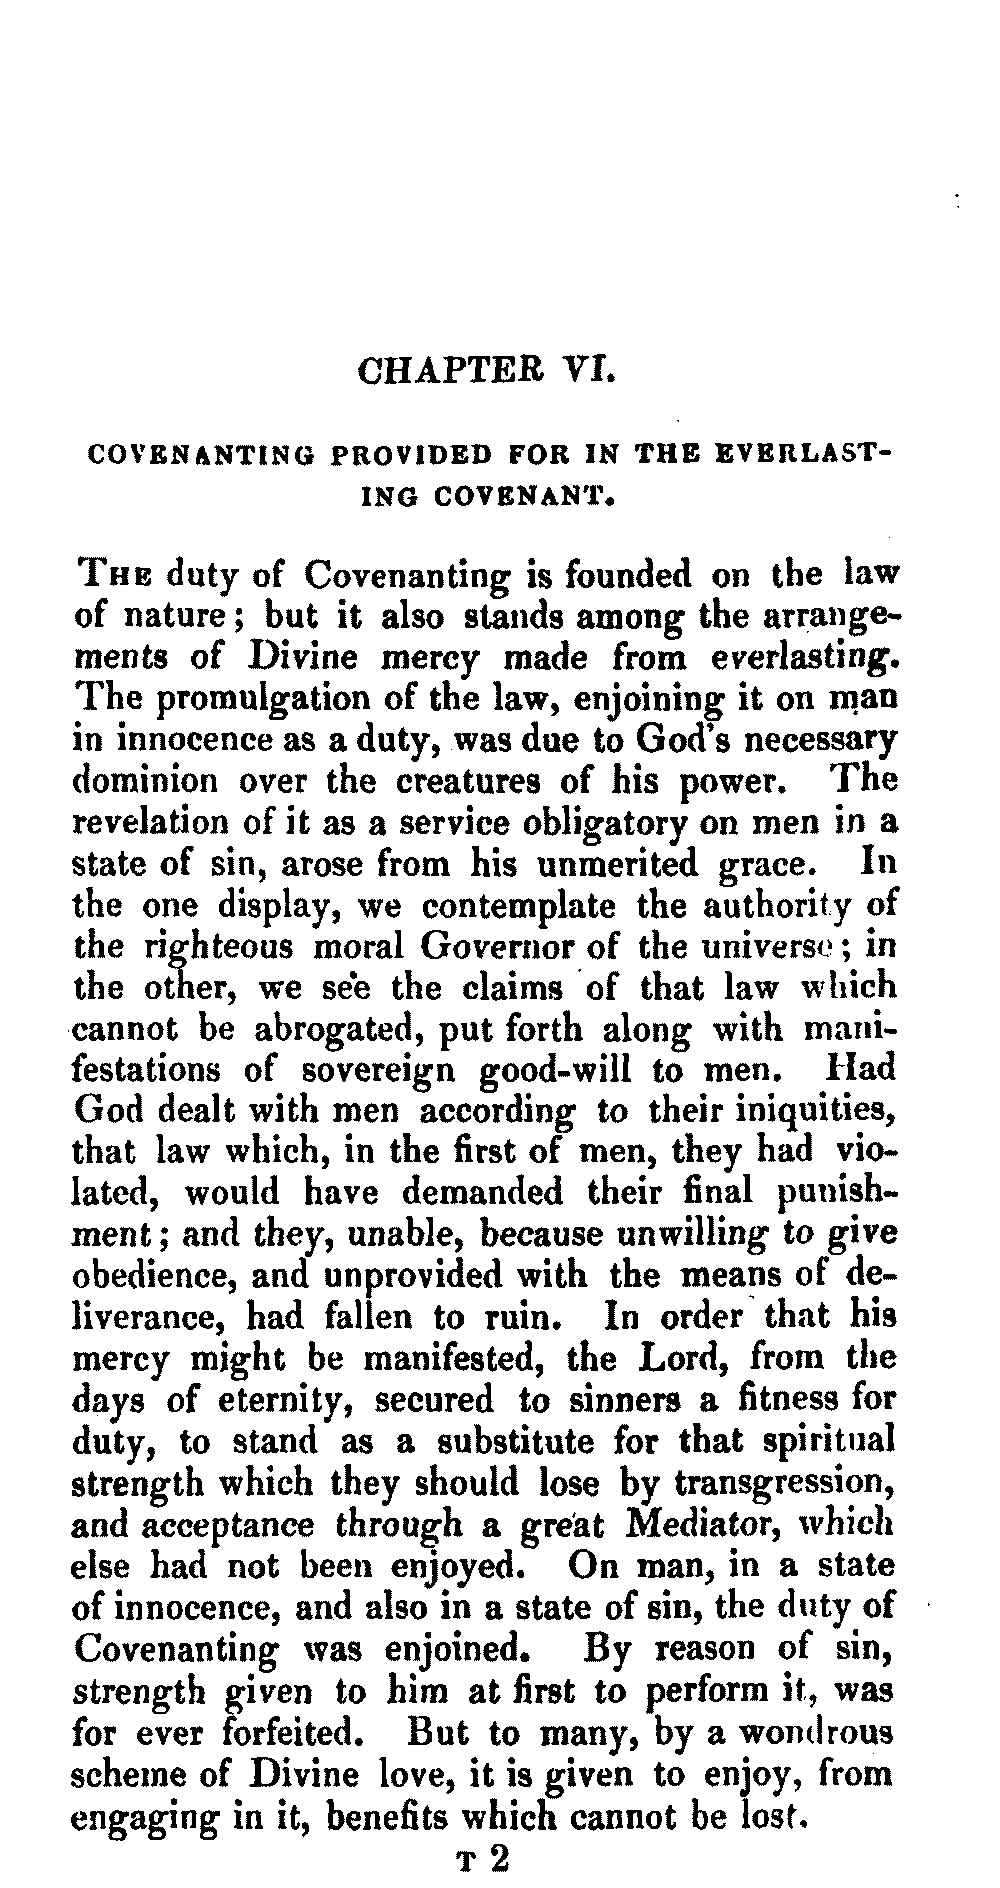 CHAPTER VI.
COVENANTING PROVIDED FOR IN THE EVERLAST-
ING COVENANT.
THE duty of Covenanting is founded on the law
of nature; but it also stands among the arrange-
ments of Divine mercy made from everlasting.
The promulgation of the law, enjoining it on man
in innocence as a duty, was due to God's necessary
dominion over the creatures of his power. The
revelation of it as a service obligatory on men in a
state of sin, arose from his unmerited grace. In
the one display, we contemplate the authority of
the righteous moral Governor of the universe; in
the other, we see the claims of that law which
cannot be abrogated, put forth along with mani-
festations of sovereign good-will to men. Had
God dealt with men according to their iniquities,
that law which, in the first of men, they had vio-
lated, would have demanded their final punish-
ment; and they, unable, because unwilling to give
obedience, and unprovided with the means of de-
liverance, had fallen to ruin. In order that his
mercy might be manifested, the Lord, from the
days of eternity, secured to sinners a fitness for
duty, to stand as a substitute for that spiritual
strength which they should lose by transgression,
and acceptance through a great Mediator, which
else had not been enjoyed. On man, in a state
of innocence, and also in a state of sin, the duty of
Covenanting was enjoined. By reason of sin,
strength given to him at first to perform it, was
for ever forfeited. But to many, by a wondrous
scheme of Divine love, it is given to enjoy, from
engaging in it, benefits which cannot be lost.
T 2